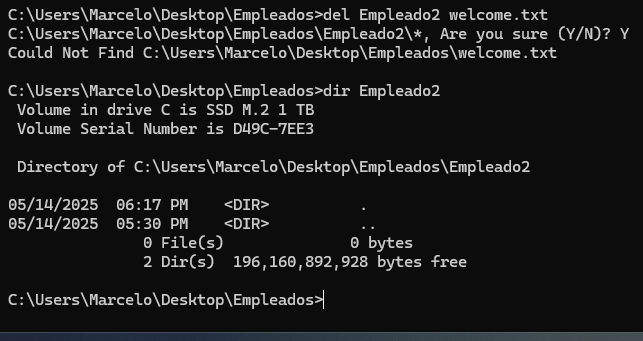 C:\Users\Marcelo\Desktop\Empleados>del Empleado2 welcome.txt
C:\Users\Marcelo\Desktop\Empleados\Empleado2\*, Are you sure (Y/N)? Y
Could Not Find C:\Users\Marcelo\Desktop\Empleados\welcome.txt
C:\Users\Marcelo\Desktop\Empleados>dir Empleado2
Volume in drive C is SSD M.2 1 TB
Volume Serial Number is D49C-7EE3
Directory of C:\Users\Marcelo\Desktop\Empleados\Empleado2
05/14/2025  06:17 PM    <DIR>          .
05/14/2025  05:30 PM    <DIR>          ..
0 File(s)              0 bytes
2 Dir(s)  196,160,892,928 bytes free
C:\Users\Marcelo\Desktop\Empleados>